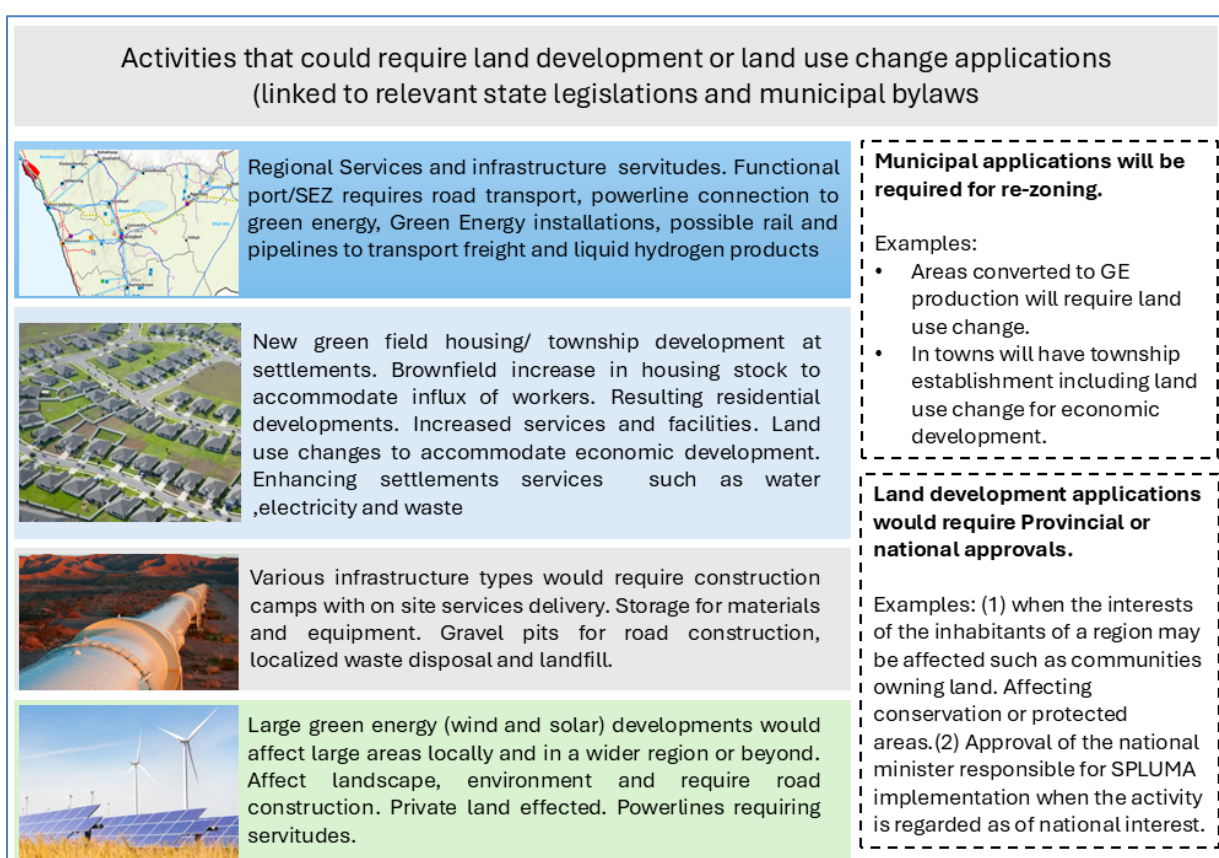 Activities that could require land development or land use change applications
(linked to relevant state legislations and municipal bylaws
Regional Services and infrastructure servitudes. Functional
port/SEZ requires road transport, powerline connection to
green energy, Green Energy installations, possible rail and
pipelines to transport freight and liquid hydrogen products
New green field housing/ township development at
settlements. Brownfield increase in housing stock to
accommodate influx of workers. Resulting residential
developments. Increased services and facilities. Land
use changes to accommodate economic development.
Enhancing settlements services such as water
,electricity and waste
Various infrastructure types would require construction
camps with on site services delivery. Storage for materials
and equipment. Gravel pits for road construction,
localized waste disposal and landfill.
Large green energy (wind and solar) developments would
affect large areas locally and in a wider region or beyond.
Affect landscape, environment and require road
construction. Private land effected. Powerlines requiring
servitudes.
Municipal applications will be
required for re-zoning.
Examples:
• Areas converted to GE
production will require land
use change.
• In towns will have township
establishment including land
use change for economic
development.
Land development applications
would require Provincial or
national approvals.
Examples: (1) when the interests
of the inhabitants of a region may
be affected such as communities
owning land. Affecting
conservation or protected
areas.(2) Approval of the national
minister responsible for SPLUMA
implementation when the activity
is regarded as of national interest.